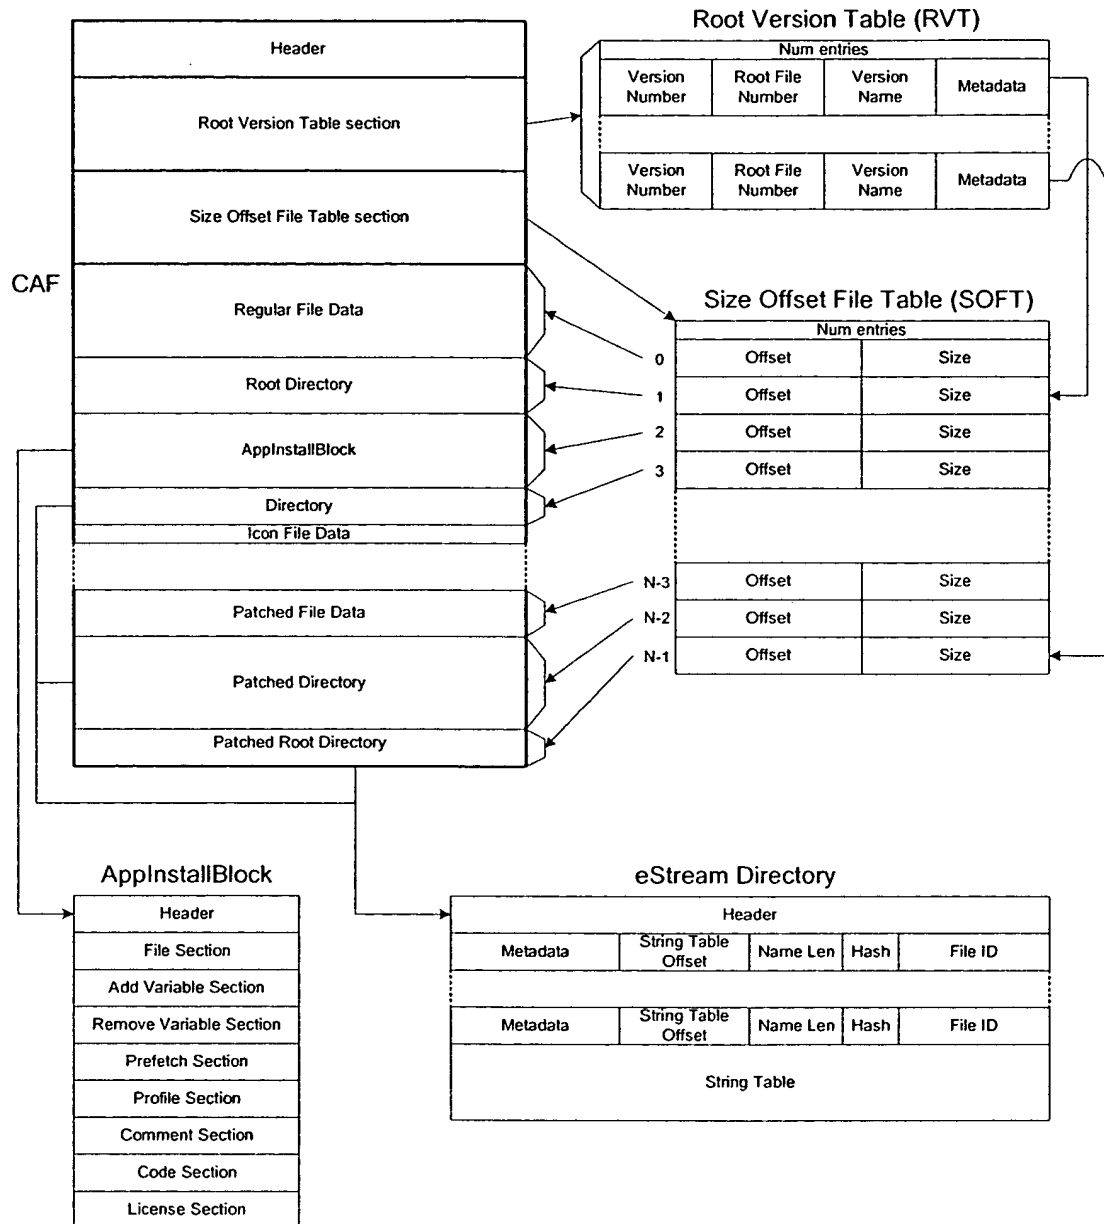 Root Version Table (RVT)
Num entries
Version Number
Root File Number
Version Name
Metadata
Version Number
Root File Number
Version Name
Metadata
CAF
Header
Root Version Table section
Size Offset File Table section
Regular File Data
Root Directory
AppInstallBlock
Directory
Icon File Data
Patched File Data
Patched Directory
Patched Root Directory
Size Offset File Table (SOFT)
Num entries
0 Offset Size
1 Offset Size
2 Offset Size
3 Offset Size
N-3 Offset Size
N-2 Offset Size
N-1 Offset Size
AppInstallBlock
Header
File Section
Add Variable Section
Remove Variable Section
Prefetch Section
Profile Section
Comment Section
Code Section
License Section
eStream Directory
Header
Metadata
String Table Offset
Name Len
Hash
File ID
Metadata
String Table Offset
Name Len
Hash
File ID
String Table